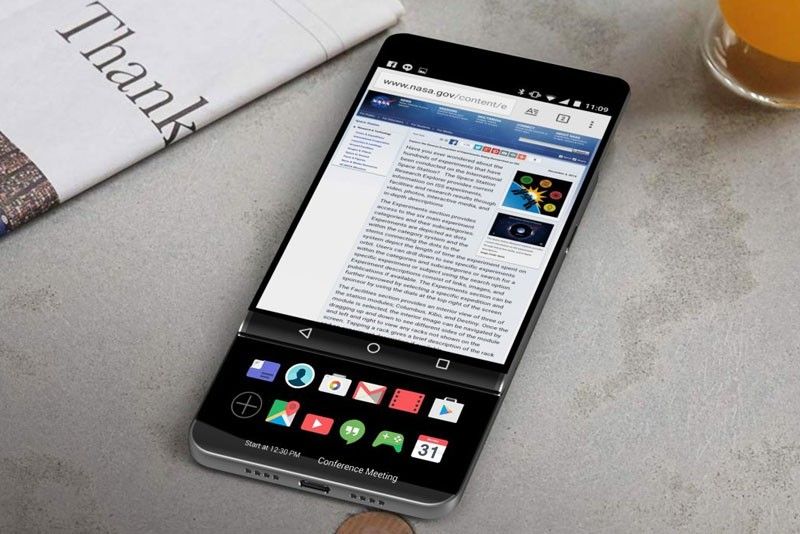 Thank
11:09
www.nasa.gov/content/e
NASA
Have you ever wondered about the
hundreds of experiments that have
been conducted on the International
Space Station? The Space Station
Research Explorer provides current
information on ISS experiments,
facilities and research results through
video, photos, interactive media, and
in-depth descriptions.
The Experiments section provides
access to the six main experiment
categories and their subcategories.
Experiments are depicted as dots
within the category system and the
stems connecting the dots to the
system depict the length of time the experiment spent on
orbit. Users can drill down to see specific experiments
within the categories and subcategories or search for a
specific experiment or subject using the search option
Experiment descriptions consist of links, images, and
publications if available. The Experiments section can be
further narrowed by selecting a specific expedition and
sponsor by using the dials at the top right of the screen
The Facilities section provides an interior view of three of
the station modules; Columbus, Kibo, and Destiny. Once the
module is selected, the interior image can be navigated by
dragging up and down to see different sides of the module
and left and right to view any racks not shown on the
screen. Tapping a rack gives a brief description of the rack
31
Start at 12:30 PM
Conference Meeting